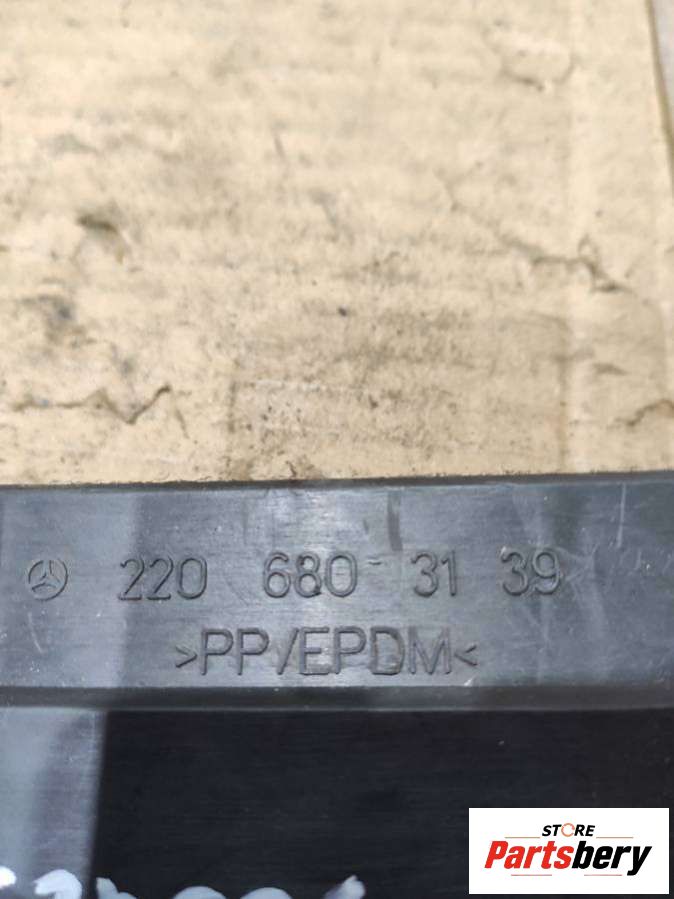 220 680 31 39
>PP/EPDM<
STORE
Partsbery